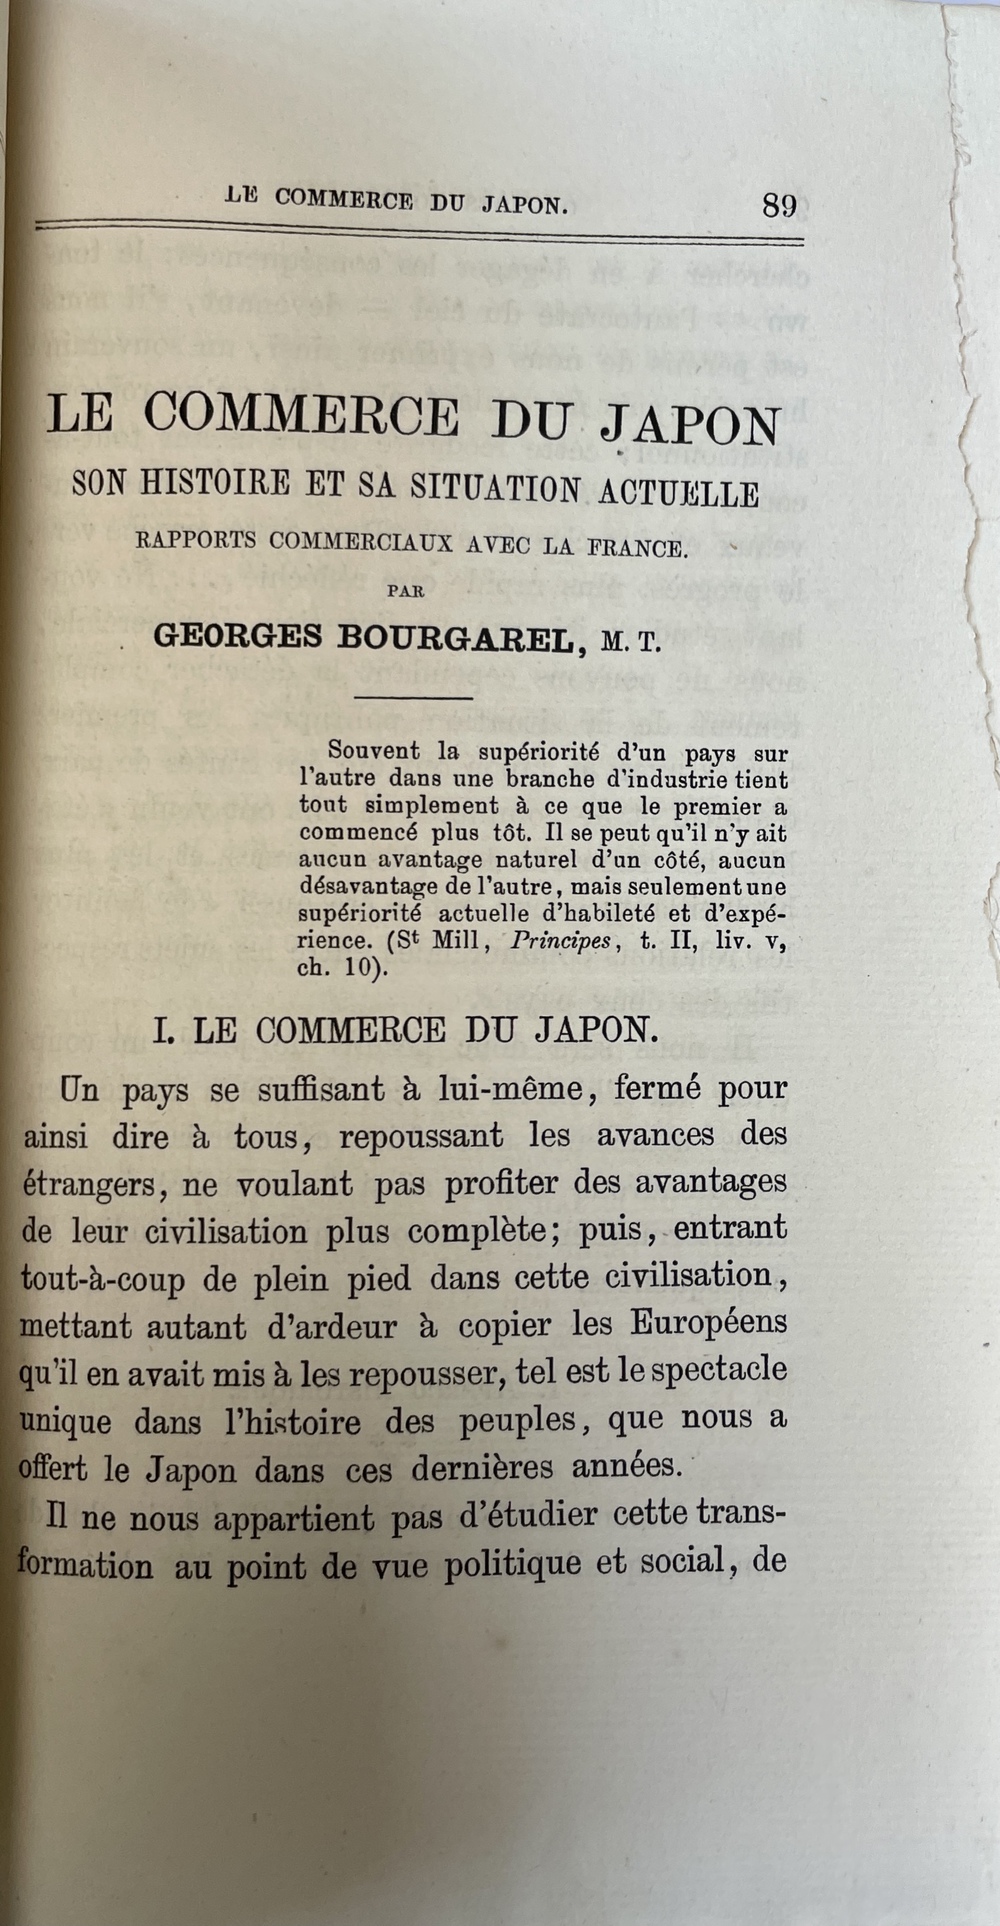 LE COMMERCE DU JAPON. 89
LE COMMERCE DU JAPON
SON HISTOIRE ET SA SITUATION ACTUELLE
RAPPORTS COMMERCIAUX AVEC LA FRANCE.
PAR
GEORGES BOURGAREL, M. T.
Souvent la supériorité d'un pays sur
l'autre dans une branche d'industrie tient
tout simplement à ce que le premier a
commencé plus tôt. Il se peut qu'il n'y ait
aucun avantage naturel d'un côté, aucun
désavantage de l'autre, mais seulement une
supériorité actuelle d'habileté et d'expé-
rience. (St Mill, Principes, t. II, liv. v,
ch. 10).
I. LE COMMERCE DU JAPON.
Un pays se suffisant à lui-même, fermé pour
ainsi dire à tous, repoussant les avances des
étrangers, ne voulant pas profiter des avantages
de leur civilisation plus complète; puis, entrant
tout-à-coup de plein pied dans cette civilisation,
mettant autant d'ardeur à copier les Européens
qu'il en avait mis à les repousser, tel est le spectacle
unique dans l'histoire des peuples, que nous a
offert le Japon dans ces dernières années.
Il ne nous appartient pas d'étudier cette trans-
formation au point de vue politique et social, de